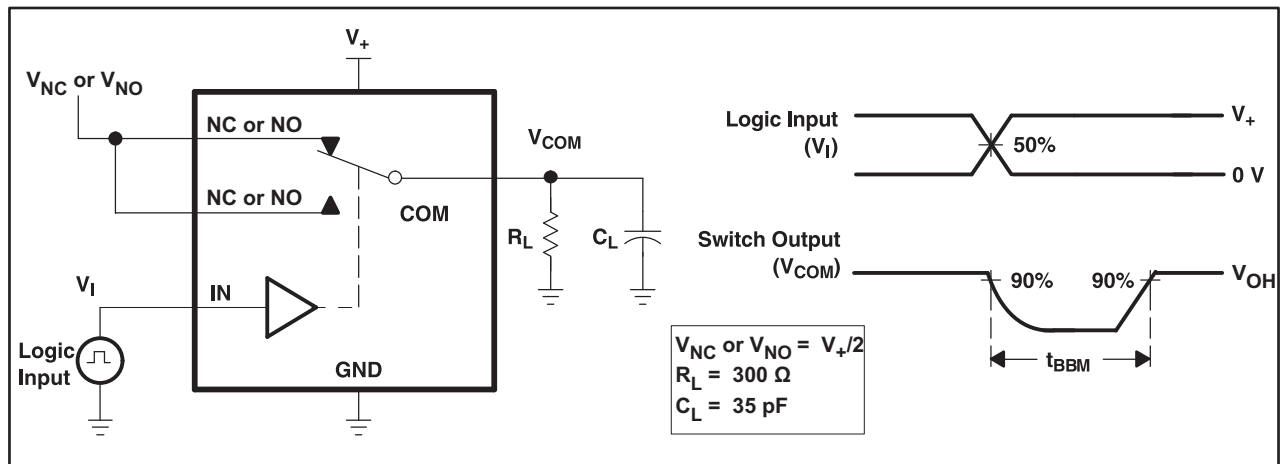 V+
VNC or VNO
NC or NO
VCOM
NC or NO
COM
RL
CL
VI
IN
Logic
Input
GND
VNC or VNO = V+/2
RL = 300 Ω
CL = 35 pF
Logic Input
(VI)
V+
50%
0 V
Switch Output
(VCOM)
90%
90%
VOH
tBBM